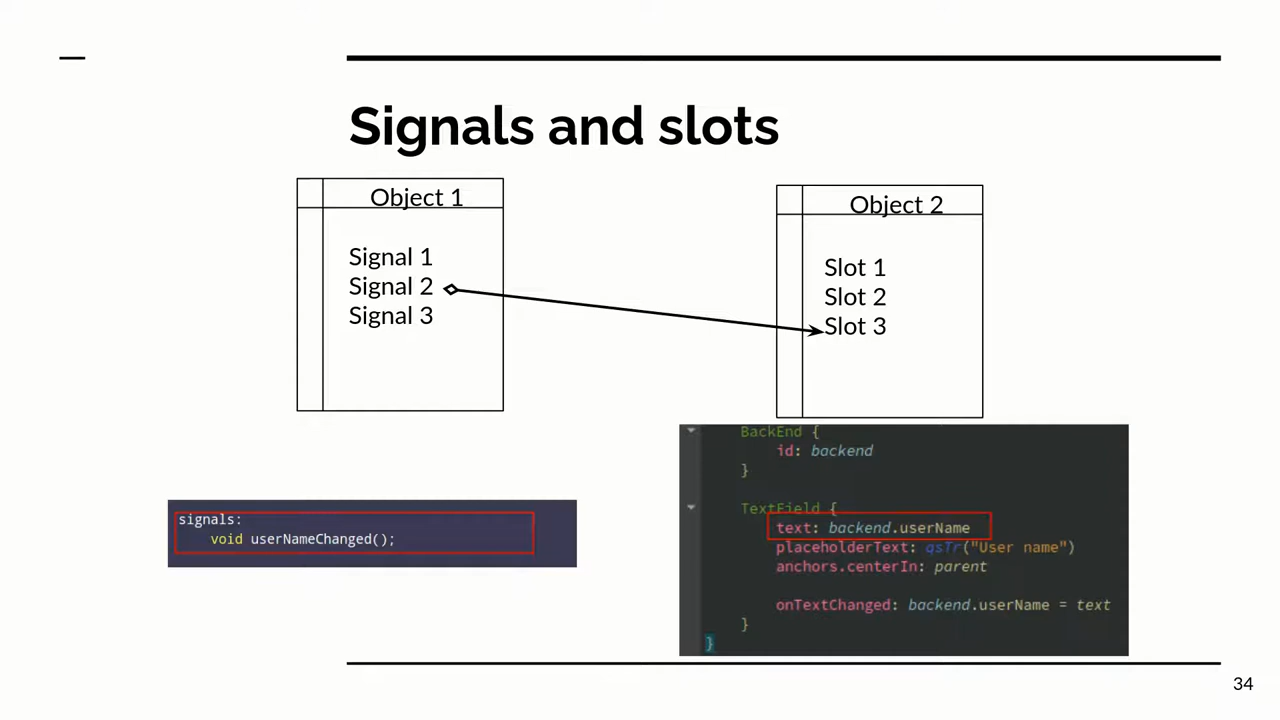 Signals and slots
Object 1
Signal 1
Signal 2
Signal 3
Object 2
Slot 1
Slot 2
Slot 3
signals:
void userNameChanged();
BackEnd {
id: backend
}
TextField {
text: backend.userName
placeholderText: qsTr("User name")
anchors.centerIn: parent
onTextChanged: backend.userName = text
}
}
34